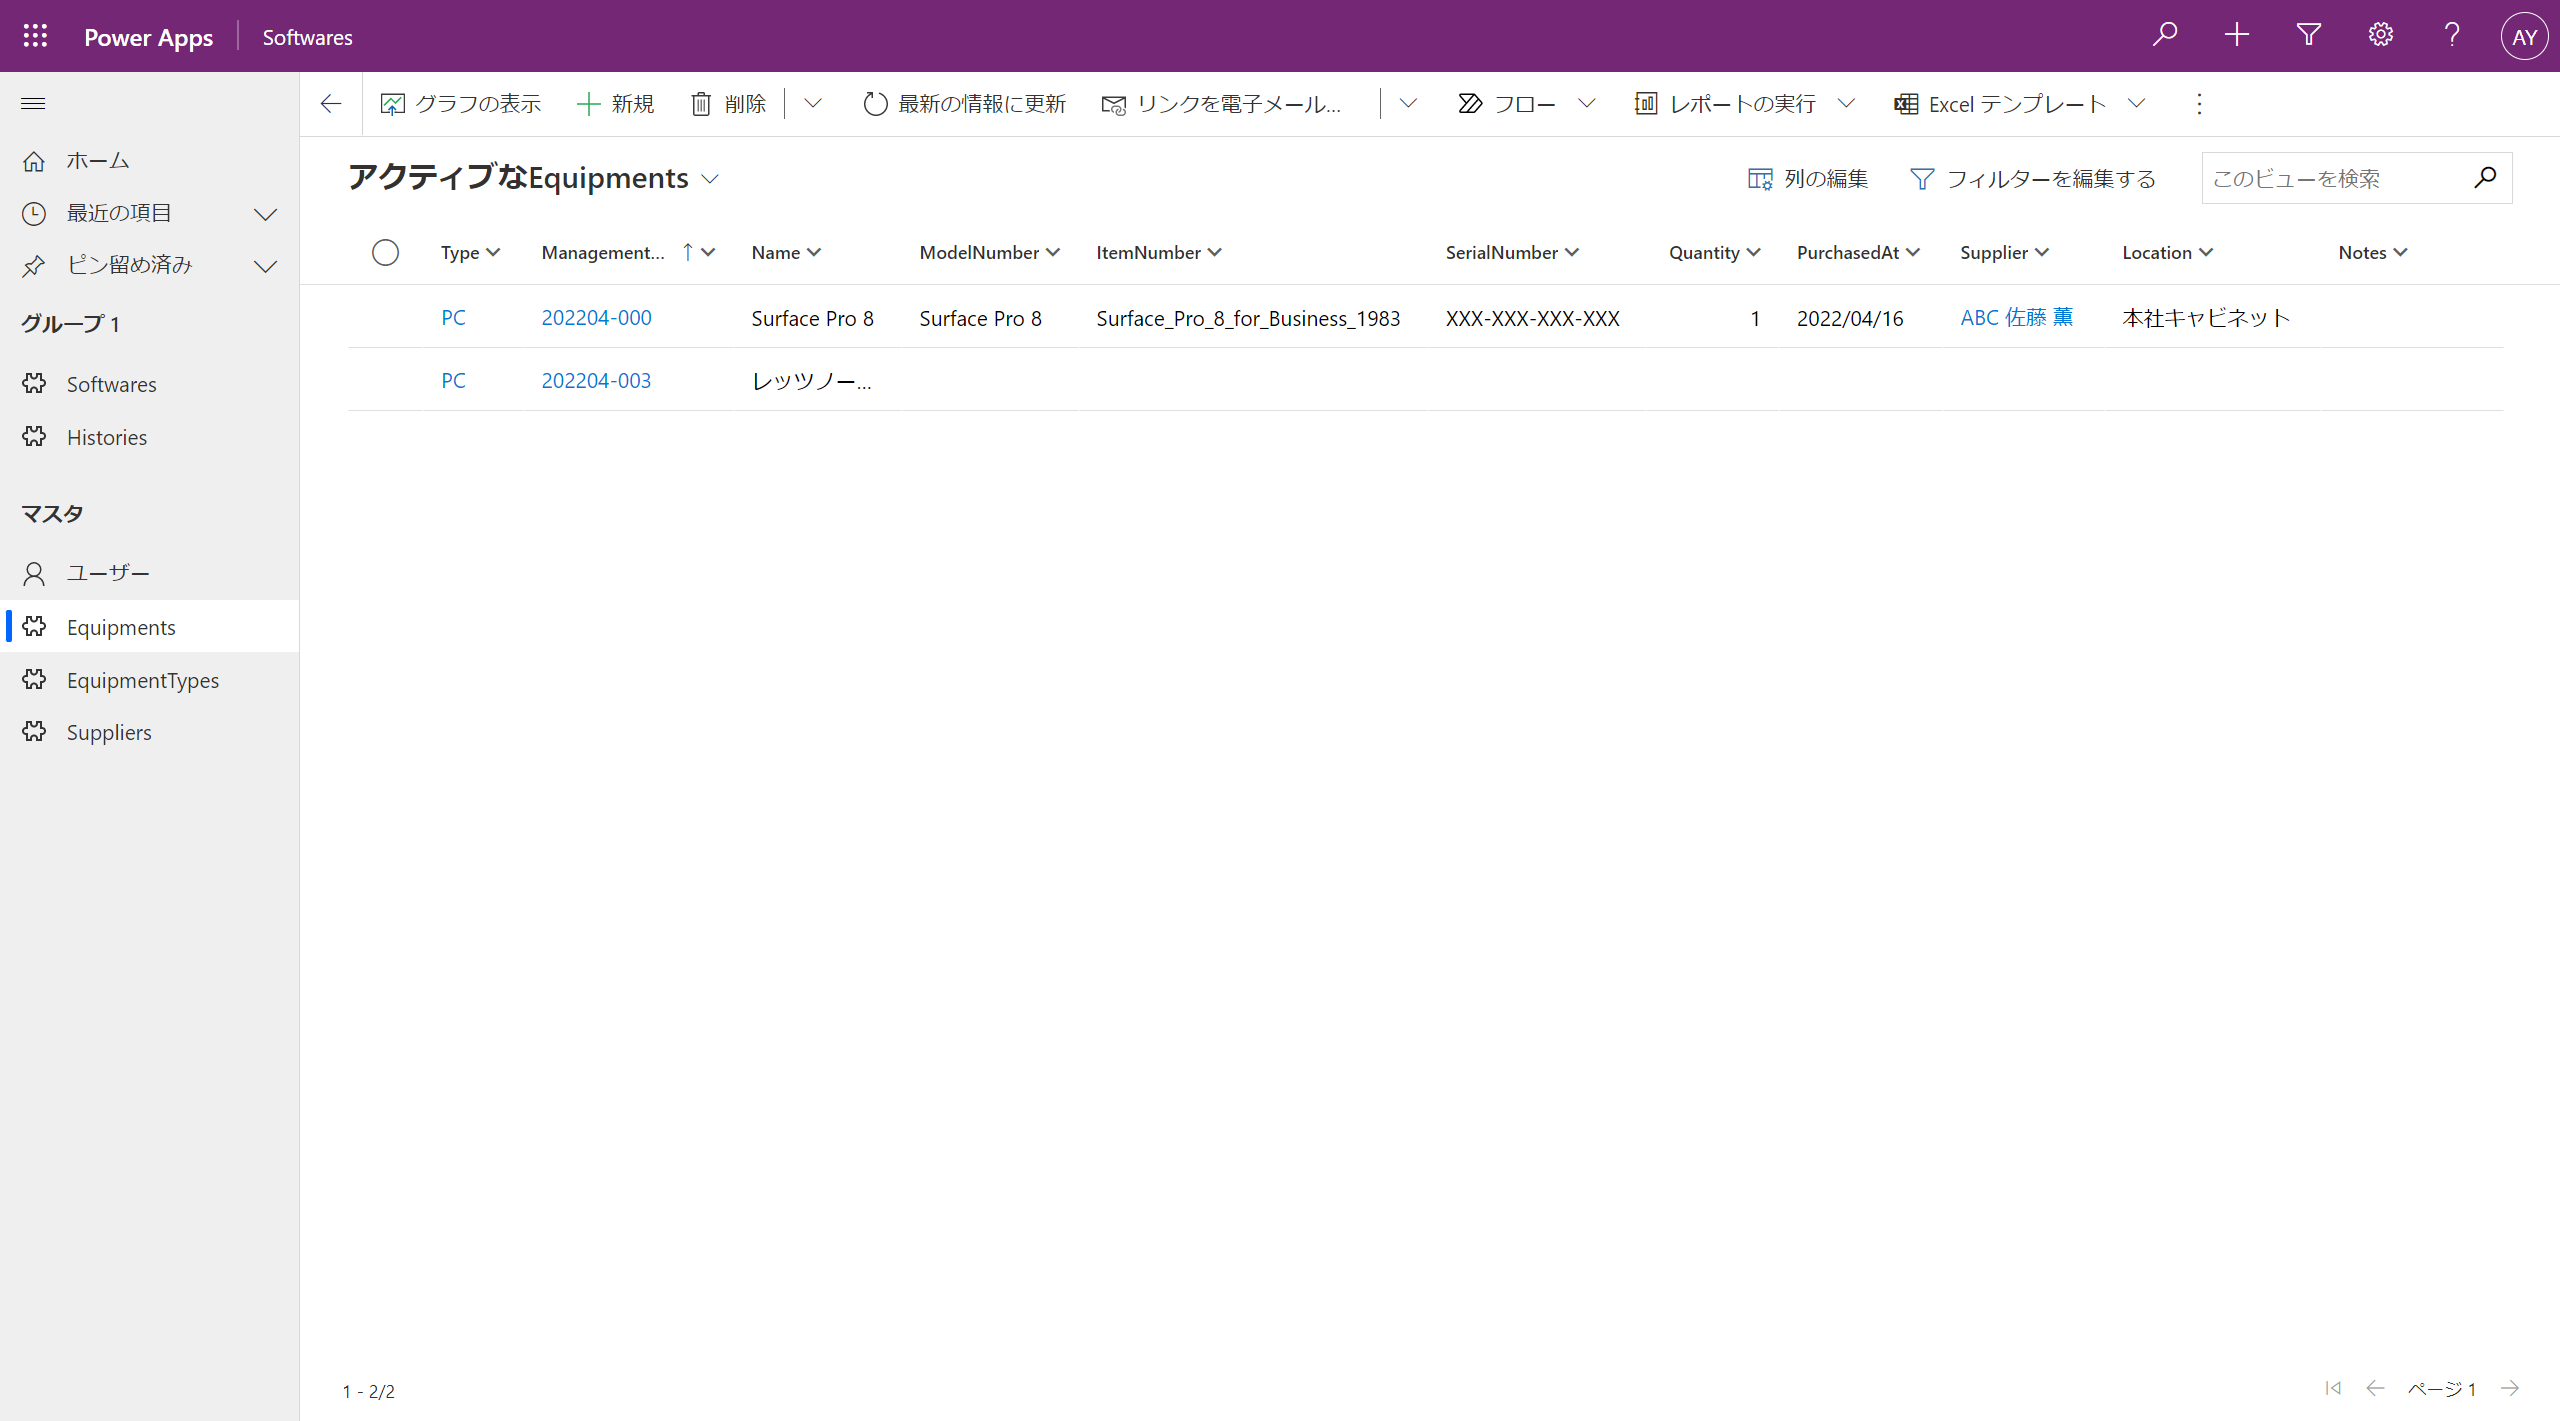 Power Apps Softwares AY
グラフの表示 新規 削除 最新の情報に更新 リンクを電子メール... フロー レポートの実行 Excel テンプレート
ホーム
最近の項目
ピン留め済み
グループ 1
Softwares
Histories
マスタ
ユーザー
Equipments
EquipmentTypes
Suppliers
アクティブなEquipments 列の編集 フィルターを編集する このビューを検索
Type Management... ↑ Name ModelNumber ItemNumber SerialNumber Quantity PurchasedAt Supplier Location Notes
PC 202204-000 Surface Pro 8 Surface Pro 8 Surface_Pro_8_for_Business_1983 XXX-XXX-XXX-XXX 1 2022/04/16 ABC 佐藤 薫 本社キャビネット
PC 202204-003 レッツノー...
1 - 2/2 ページ 1